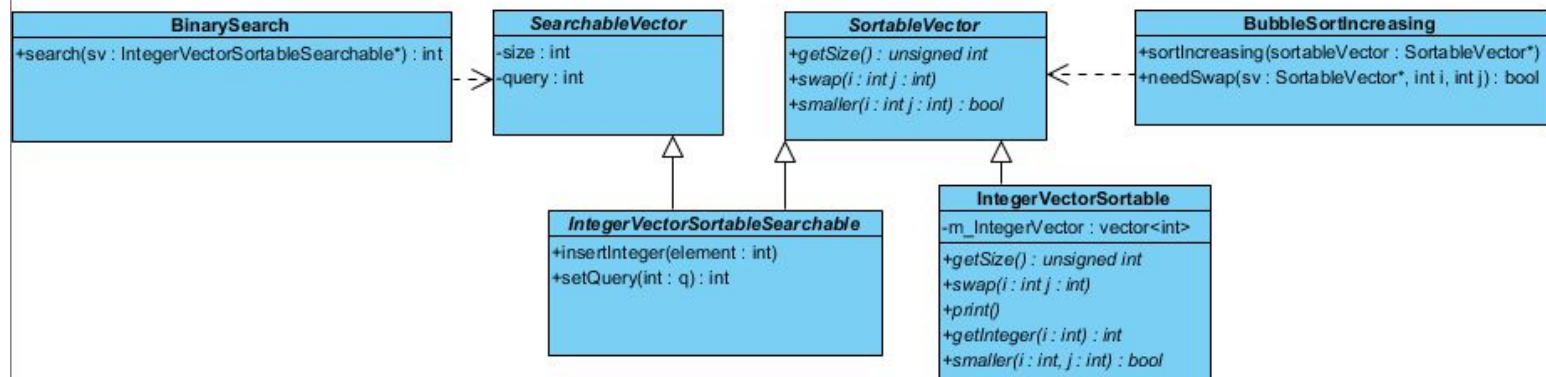 BinarySearch
+search(sv : IntegerVectorSortableSearchable*) : int
SearchableVector
-size : int
-query : int
SortableVector
+getSize() : unsigned int
+swap(i : int j : int)
+smaller(i : int j : int) : bool
BubbleSortIncreasing
+sortIncreasing(sortableVector : SortableVector*)
+needSwap(sv : SortableVector*, int i, int j) : bool
IntegerVectorSortableSearchable
+insertInteger(element : int)
+setQuery(int : q) : int
IntegerVectorSortable
-m_IntegerVector : vector<int>
+getSize() : unsigned int
+swap(i : int j : int)
+print()
+getInteger(i : int) : int
+smaller(i : int, j : int) : bool